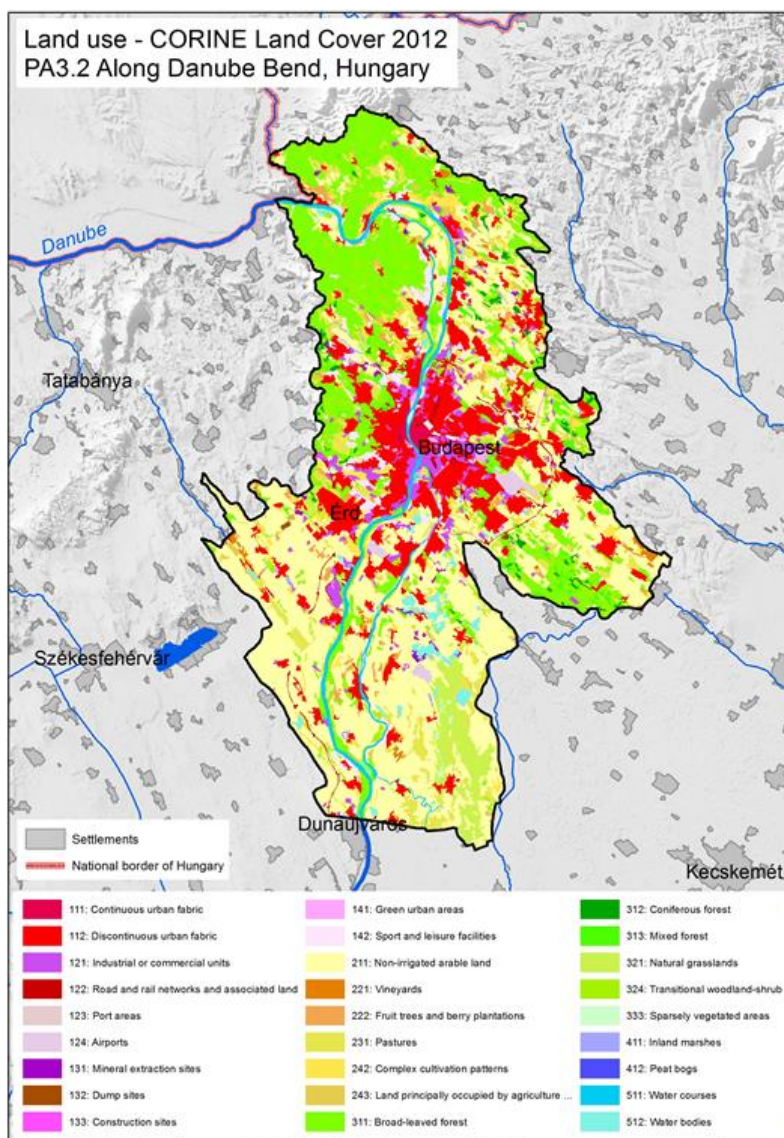 Land use - CORINE Land Cover 2012
PA3.2 Along Danube Bend, Hungary
Danube
Tatabánya
Budapest
Érd
Székesfehérvár
Dunaújváros
Kecskemét
Settlements
National border of Hungary
111: Continuous urban fabric
112: Discontinuous urban fabric
121: Industrial or commercial units
122: Road and rail networks and associated land
123: Port areas
124: Airports
131: Mineral extraction sites
132: Dump sites
133: Construction sites
141: Green urban areas
142: Sport and leisure facilities
211: Non-irrigated arable land
221: Vineyards
222: Fruit trees and berry plantations
231: Pastures
242: Complex cultivation patterns
243: Land principally occupied by agriculture ...
311: Broad-leaved forest
312: Coniferous forest
313: Mixed forest
321: Natural grasslands
324: Transitional woodland-shrub
333: Sparsely vegetated areas
411: Inland marshes
412: Peat bogs
511: Water courses
512: Water bodies